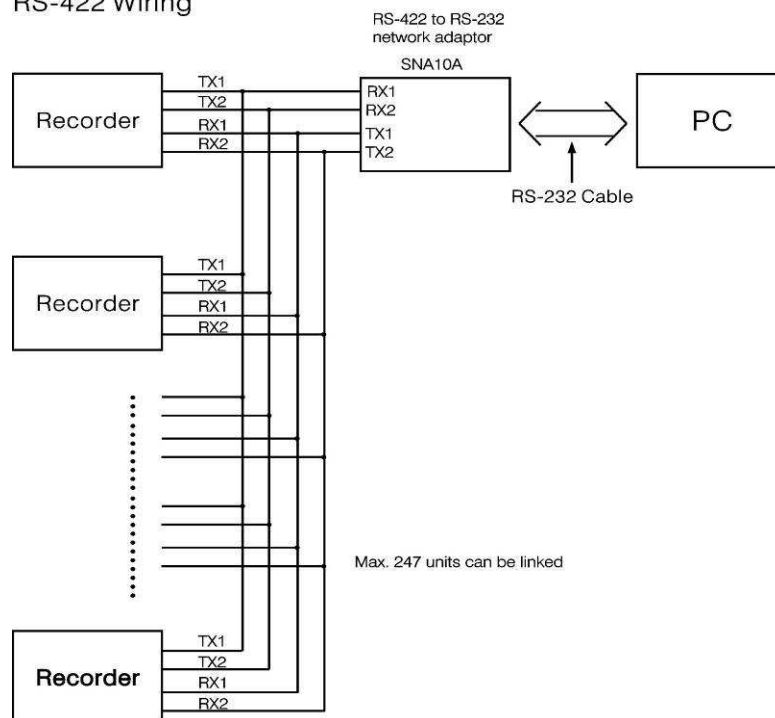 RS-422 Wiring
RS-422 to RS-232
network adaptor
SNA10A
Recorder
TX1
TX2
RX1
RX2
RX1
RX2
TX1
TX2
PC
RS-232 Cable
Recorder
TX1
TX2
RX1
RX2
Max. 247 units can be linked
Recorder
TX1
TX2
RX1
RX2